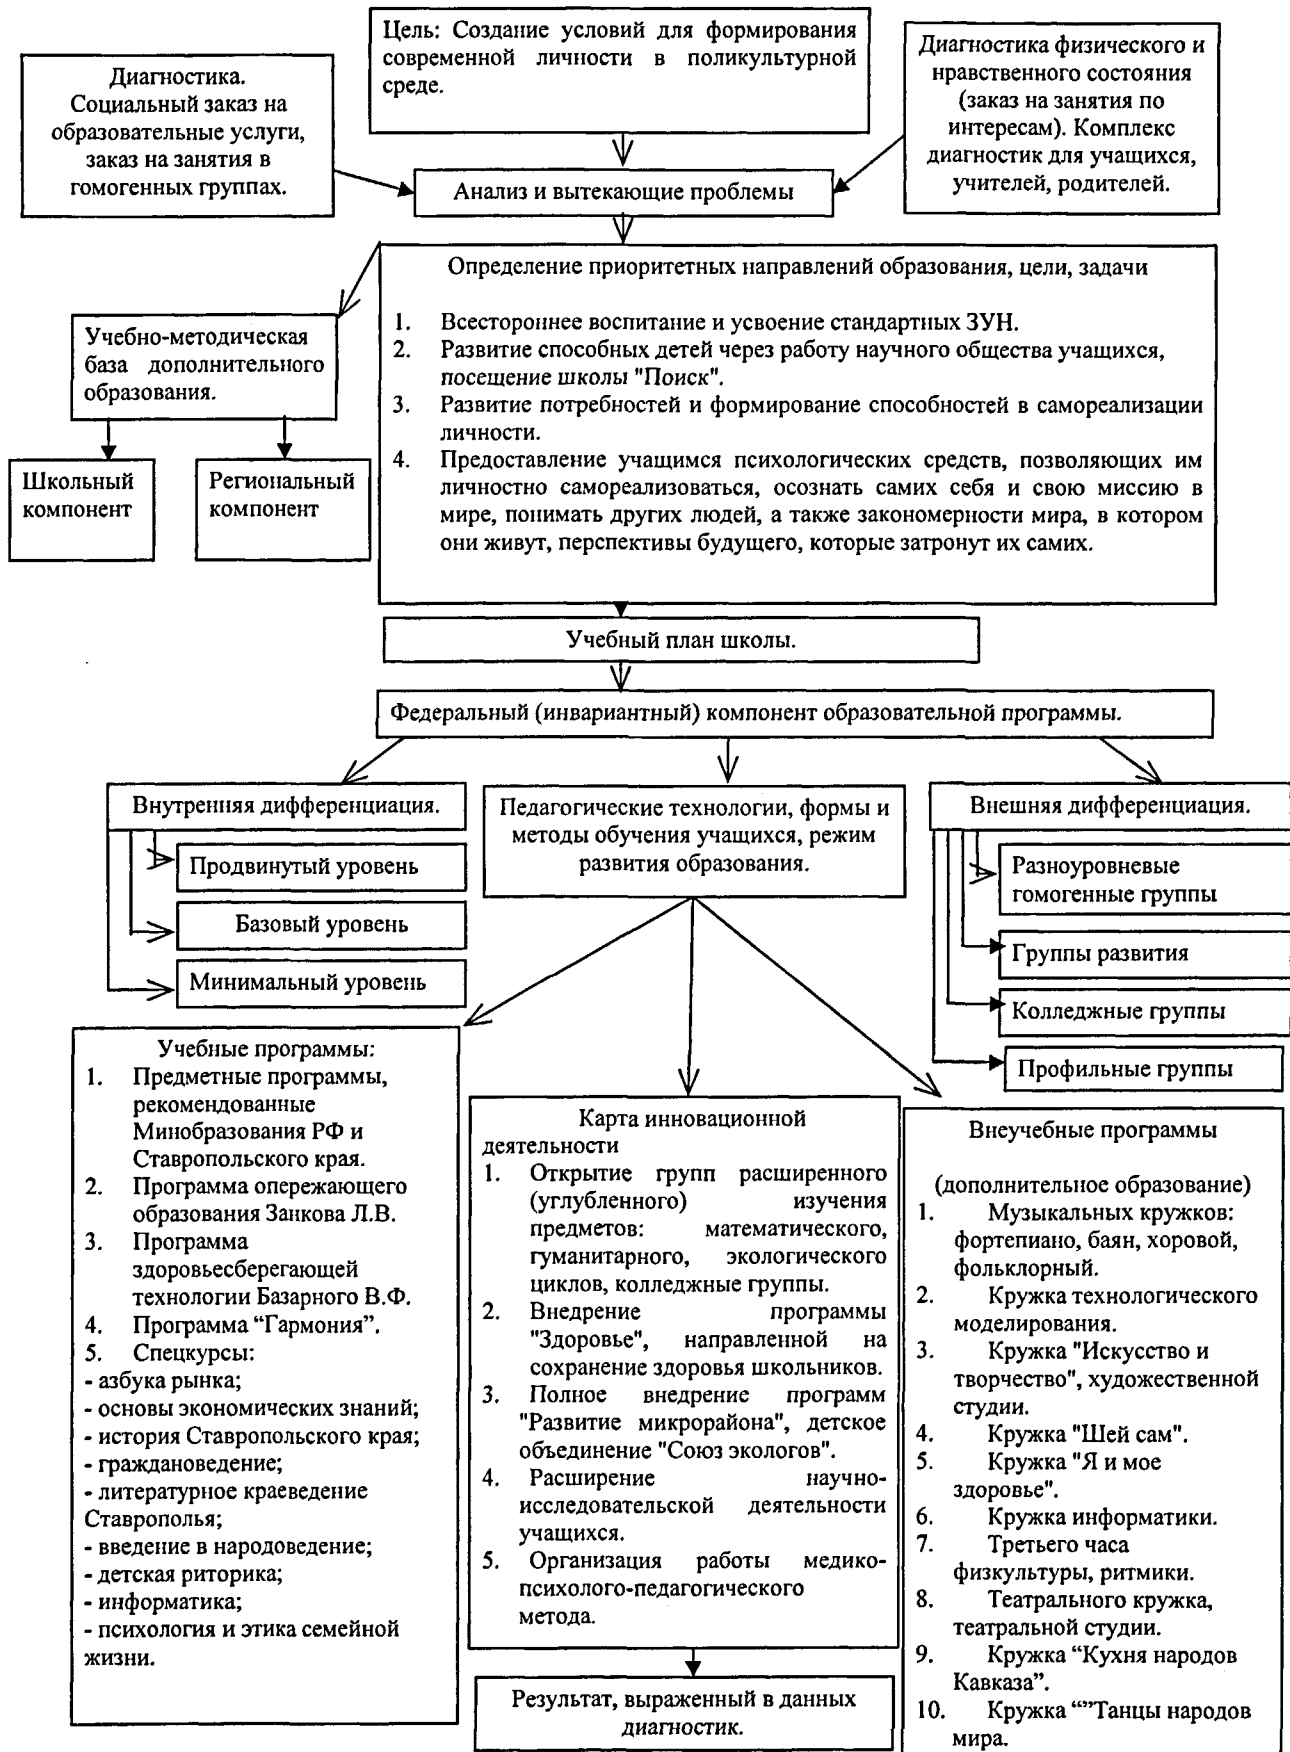 Цель: Создание условий для формирования
современной личности в поликультурной
среде.
Диагностика.
Социальный заказ на
образовательные услуги,
заказ на занятия в
гомогенных группах.
Диагностика физического и
нравственного состояния
(заказ на занятия по
интересам). Комплекс
диагностик для учащихся,
учителей, родителей.
Анализ и вытекающие проблемы
Определение приоритетных направлений образования, цели, задачи
1. Всестороннее воспитание и усвоение стандартных ЗУН.
2. Развитие способных детей через работу научного общества учащихся,
посещение школы "Поиск".
3. Развитие потребностей и формирование способностей в самореализации
личности.
4. Предоставление учащимся психологических средств, позволяющих им
личностно самореализоваться, осознать самих себя и свою миссию в
мире, понимать других людей, а также закономерности мира, в котором
они живут, перспективы будущего, которые затронут их самих.
Учебно-методическая
база дополнительного
образования.
Школьный
компонент
Региональный
компонент
Учебный план школы.
Федеральный (инвариантный) компонент образовательной программы.
Внутренняя дифференциация.
Продвинутый уровень
Базовый уровень
Минимальный уровень
Педагогические технологии, формы и
методы обучения учащихся, режим
развития образования.
Внешняя дифференциация.
Разноуровневые
гомогенные группы
Группы развития
Колледжные группы
Профильные группы
Учебные программы:
1. Предметные программы,
рекомендованные
Минобразования РФ и
Ставропольского края.
2. Программа опережающего
образования Занкова Л.В.
3. Программа
здоровьесберегающей
технологии Базарного В.Ф.
4. Программа “Гармония”.
5. Спецкурсы:
- азбука рынка;
- основы экономических знаний;
- история Ставропольского края;
- граждановедение;
- литературное краеведение
Ставрополья;
- введение в народоведение;
- детская риторика;
- информатика;
- психология и этика семейной
жизни.
Карта инновационной
деятельности
1. Открытие групп расширенного
(углубленного) изучения
предметов: математического,
гуманитарного, экологического
циклов, колледжные группы.
2. Внедрение программы
"Здоровье", направленной на
сохранение здоровья школьников.
3. Полное внедрение программ
"Развитие микрорайона", детское
объединение "Союз экологов".
4. Расширение научно-
исследовательской деятельности
учащихся.
5. Организация работы медико-
психолого-педагогического
метода.
Результат, выраженный в данных
диагностик.
Внеучебные программы
(дополнительное образование)
1. Музыкальных кружков:
фортепиано, баян, хоровой,
фольклорный.
2. Кружка технологического
моделирования.
3. Кружка "Искусство и
творчество", художественной
студии.
4. Кружка "Шей сам".
5. Кружка "Я и мое
здоровье".
6. Кружка информатики.
7. Третьего часа
физкультуры, ритмики.
8. Театрального кружка,
театральной студии.
9. Кружка “Кухня народов
Кавказа”.
10. Кружка “”Танцы народов
мира.